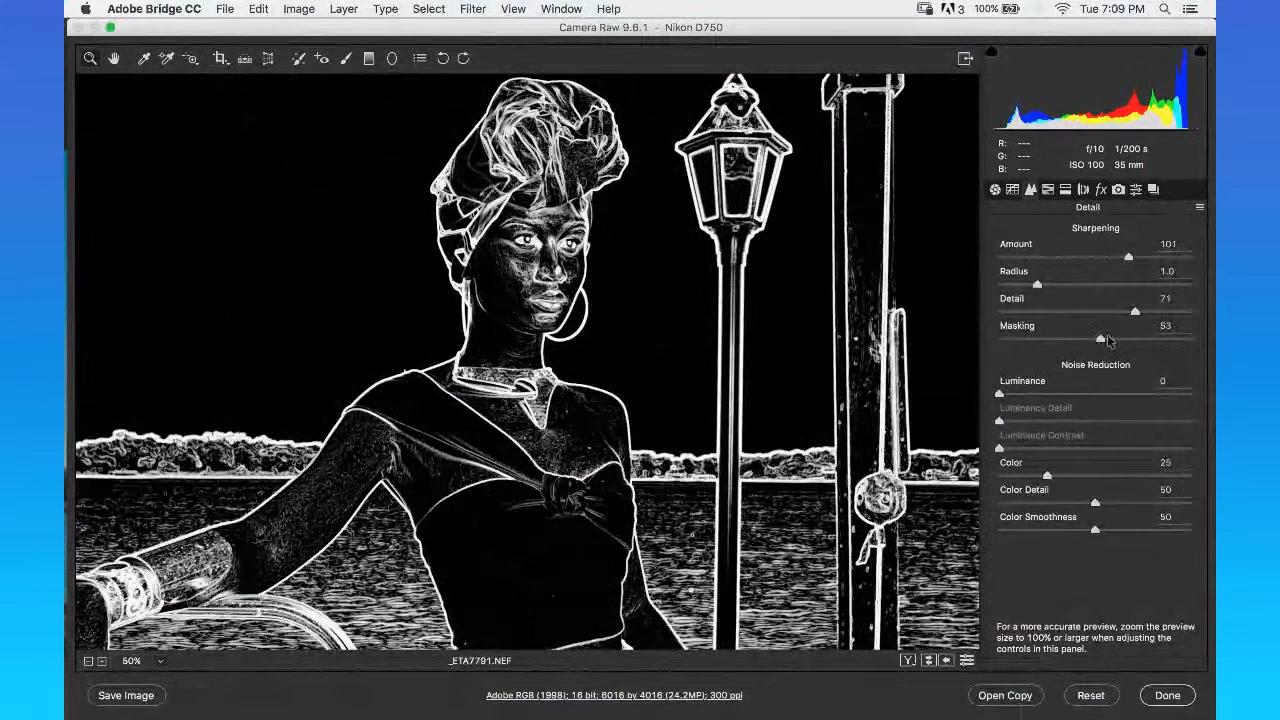 Adobe Bridge CC File Edit Image Layer Type Select Filter View Window Help 3 100% Tue 7:09 PM
Camera Raw 9.6.1 - Nikon D750
R: ---
G: ---
B: ---
f/10 1/200 s
ISO 100 35 mm
fx
Detail
Sharpening
Amount 101
Radius 1.0
Detail 71
Masking 53
Noise Reduction
Luminance 0
Luminance Detail
Luminance Contrast
Color 25
Color Detail 50
Color Smoothness 50
For a more accurate preview, zoom the preview
size to 100% or larger when adjusting the
controls in this panel.
50% _ETA7791.NEF Y
Save Image Adobe RGB (1998); 16 bit; 6016 by 4016 (24.2MP); 300 ppi Open Copy Reset Done